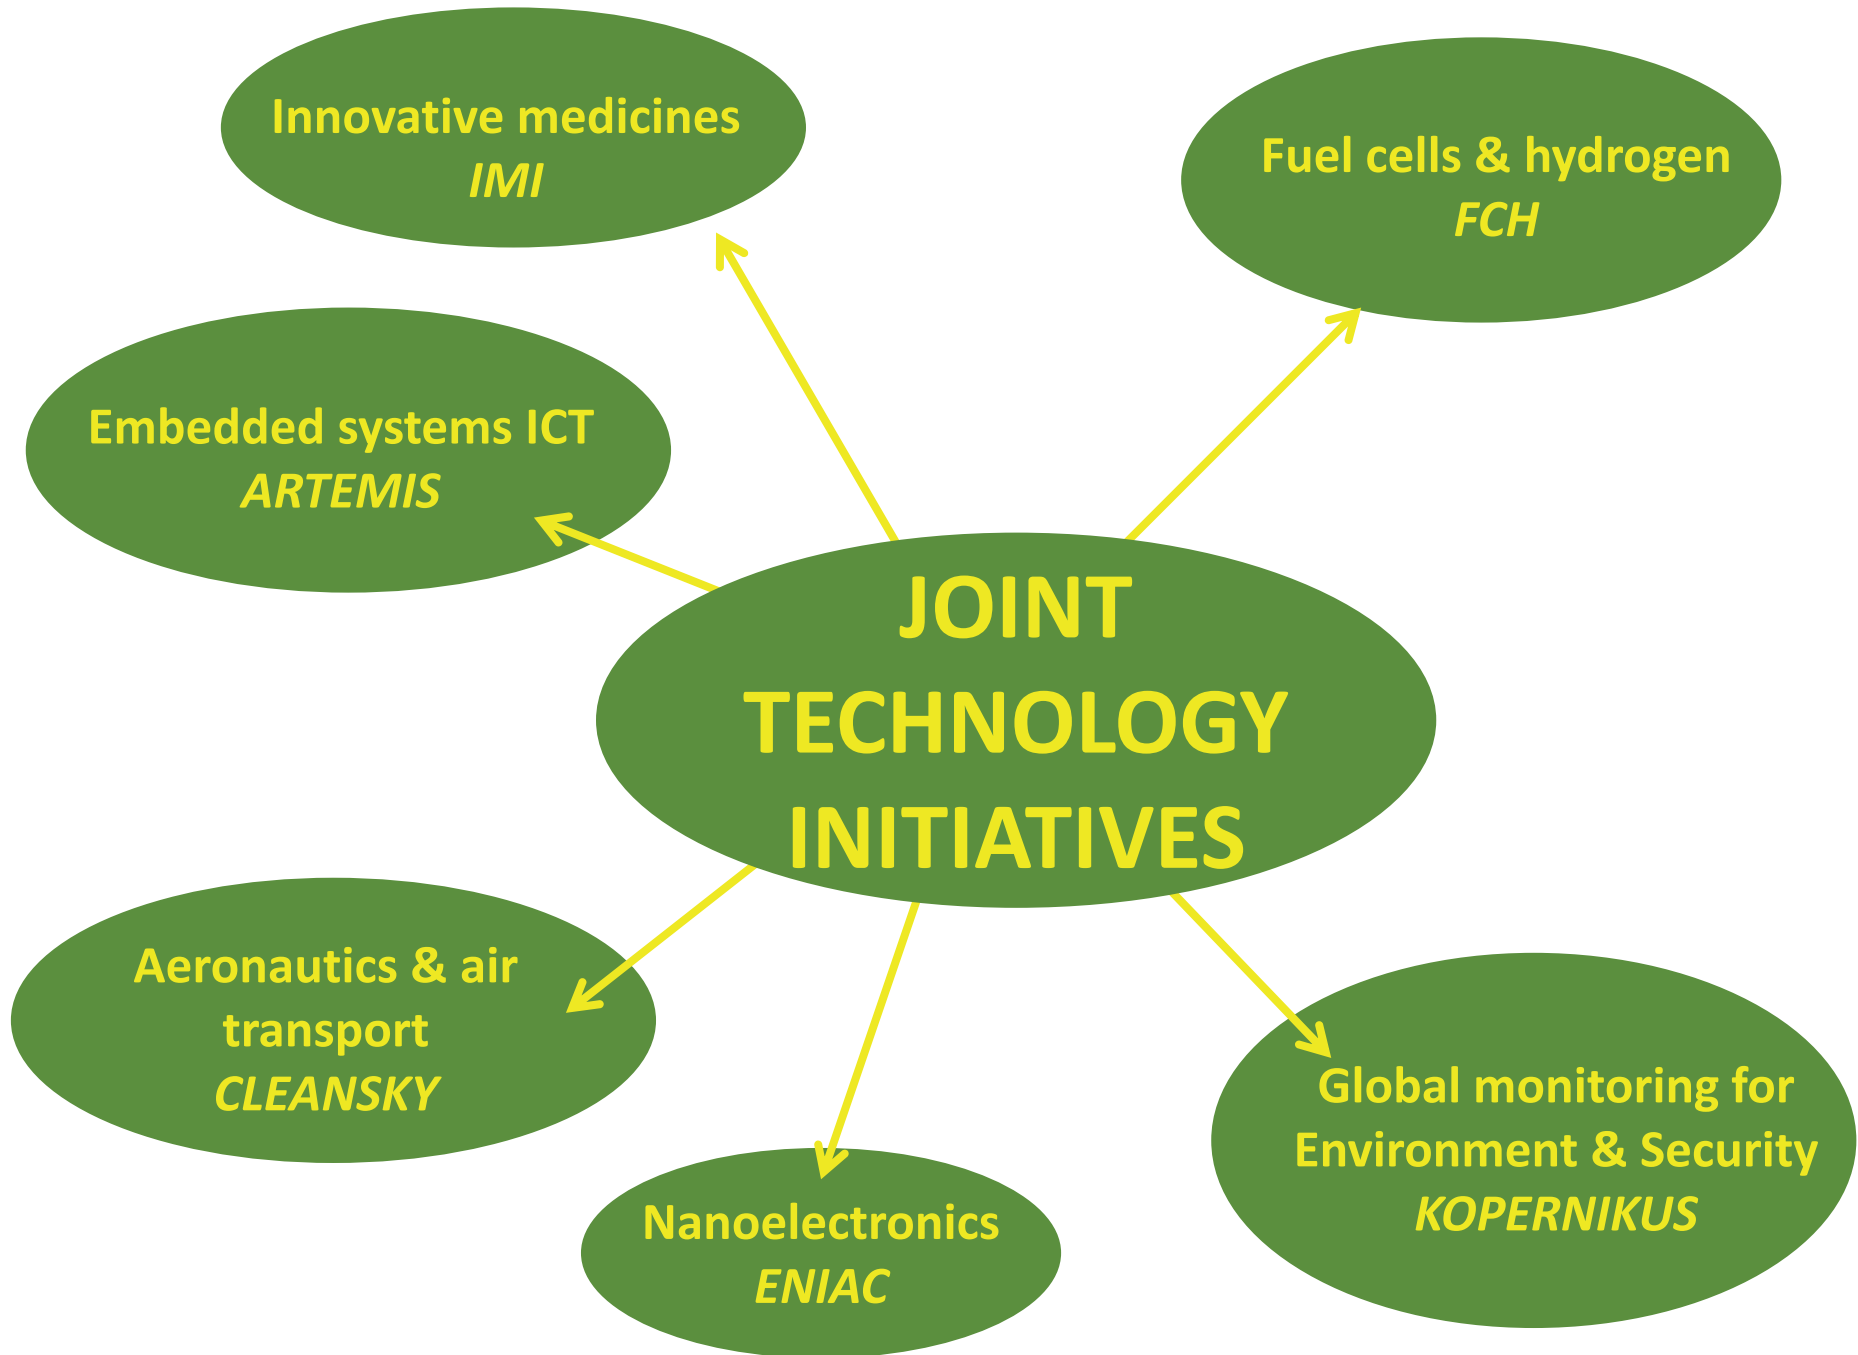 Innovative medicines
IMI
Fuel cells & hydrogen
FCH
Embedded systems ICT
ARTEMIS
JOINT
TECHNOLOGY
INITIATIVES
Aeronautics & air
transport
CLEANSKY
Nanoelectronics
ENIAC
Global monitoring for
Environment & Security
KOPERNIKUS